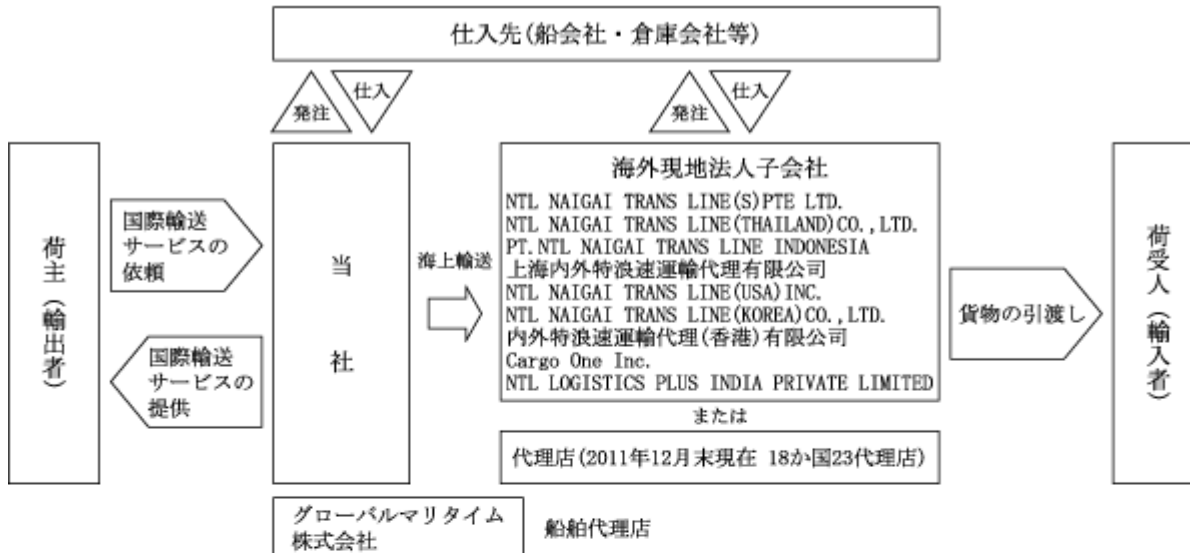 仕入先(船会社・倉庫会社等)
発注
仕入
発注
仕入
荷主(輸出者)
国際輸送
サービスの
依頼
国際輸送
サービスの
提供
当社
海上輸送
海外現地法人子会社
NTL NAIGAI TRANS LINE(S)PTE LTD.
NTL NAIGAI TRANS LINE(THAILAND)CO.,LTD.
PT.NTL NAIGAI TRANS LINE INDONESIA
上海内外特浪速運輸代理有限公司
NTL NAIGAI TRANS LINE(USA)INC.
NTL NAIGAI TRANS LINE(KOREA)CO.,LTD.
内外特浪速運輸代理(香港)有限公司
Cargo One Inc.
NTL LOGISTICS PLUS INDIA PRIVATE LIMITED
または
代理店(2011年12月末現在 18か国23代理店)
貨物の引渡し
荷受人(輸入者)
グローバルマリタイム
株式会社
船舶代理店